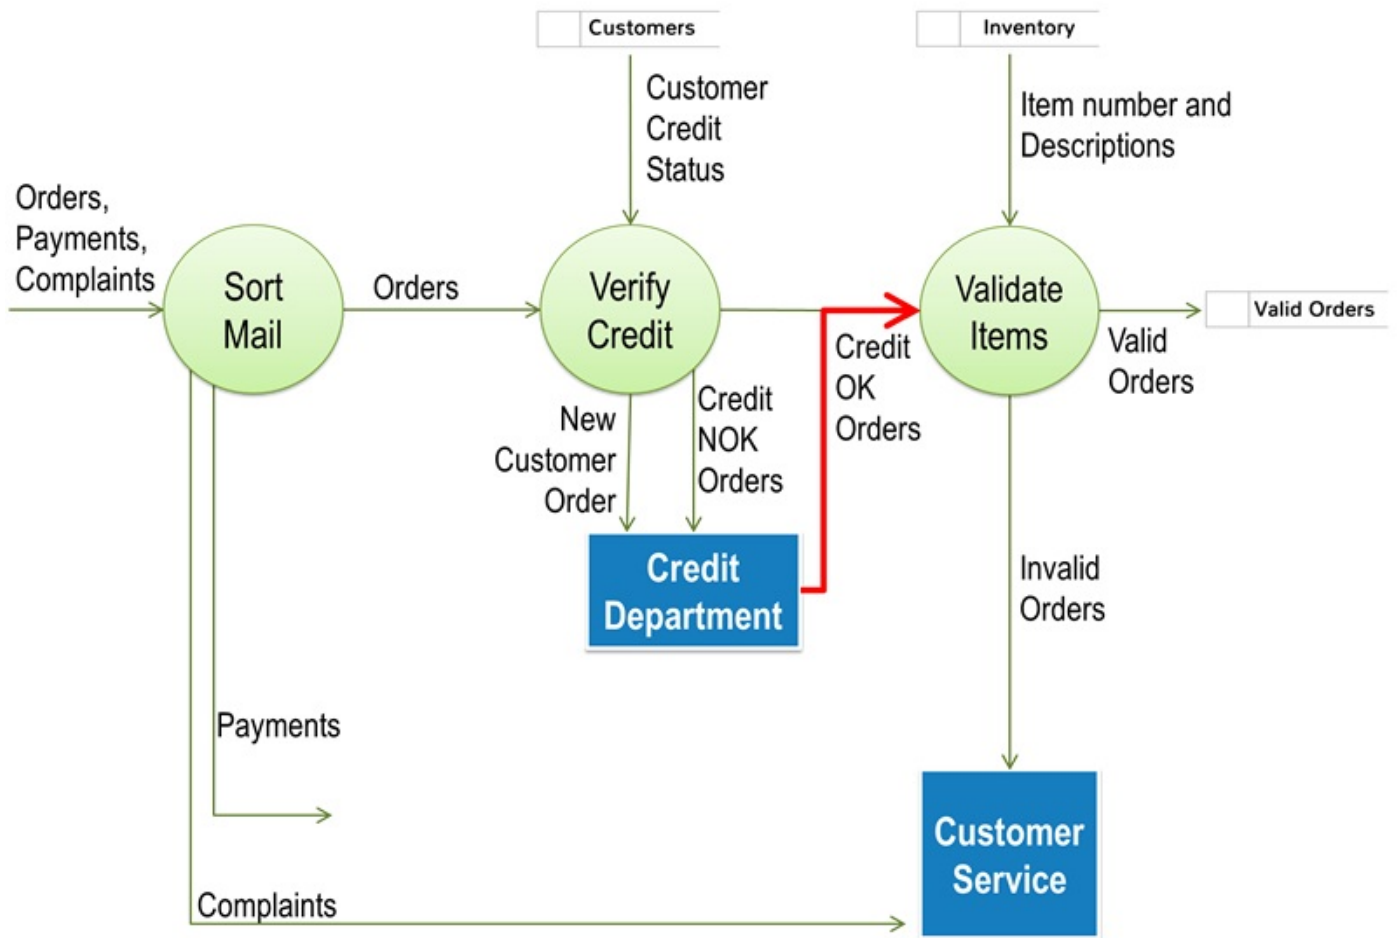 Customers
Inventory
Customer
Credit
Status
Item number and
Descriptions
Orders,
Payments,
Complaints
Sort
Mail
Orders
Verify
Credit
Validate
Items
Valid Orders
Valid
Orders
Credit
OK
Orders
New
Customer
Order
Credit
NOK
Orders
Credit
Department
Invalid
Orders
Payments
Customer
Service
Complaints